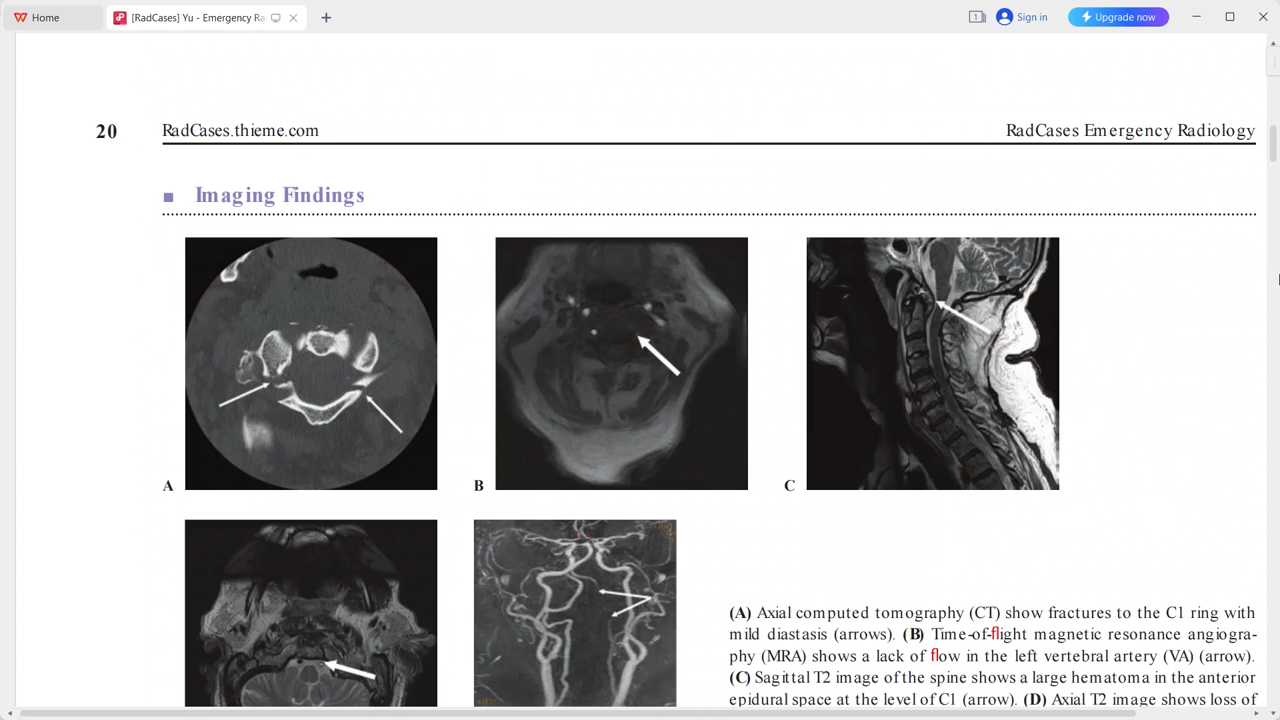 Home
[RadCases] Yu - Emergency Ra
1
Sign in
Upgrade now
20
RadCases.thieme.com
RadCases Emergency Radiology
Imaging Findings
A
B
C
(A) Axial computed tomography (CT) show fractures to the C1 ring with
mild diastasis (arrows). (B) Time-of-flight magnetic resonance angiogra-
phy (MRA) shows a lack of flow in the left vertebral artery (VA) (arrow).
(C) Sagittal T2 image of the spine shows a large hematoma in the anterior
epidural space at the level of C1 (arrow). (D) Axial T2 image shows loss of